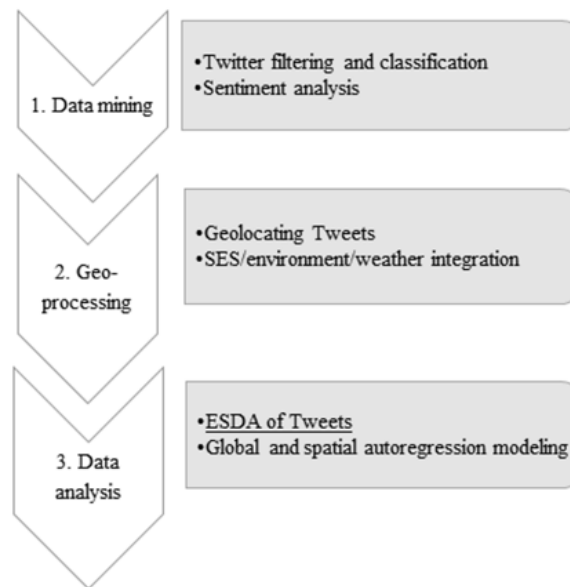 1. Data mining
•Twitter filtering and classification
•Sentiment analysis
2. Geo-
processing
•Geolocating Tweets
•SES/environment/weather integration
3. Data
analysis
•ESDA of Tweets
•Global and spatial autoregression modeling